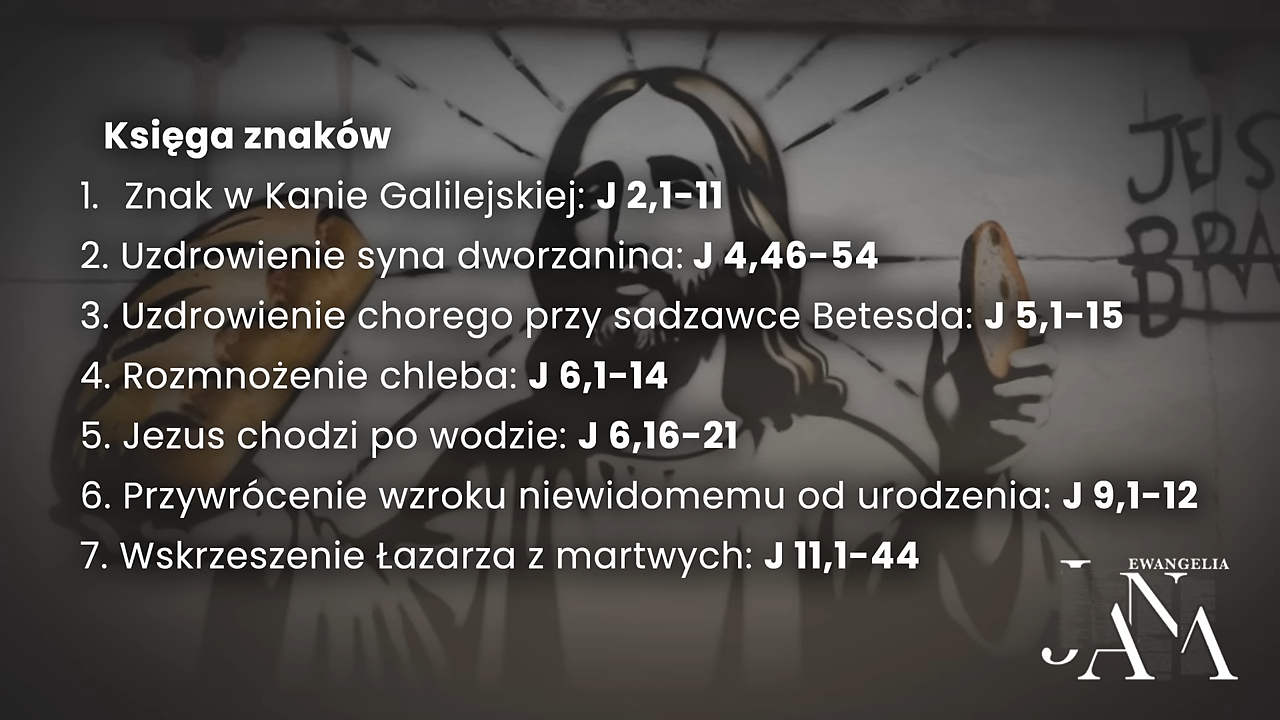 Księga znaków
1. Znak w Kanie Galilejskiej: J 2,1-11
2. Uzdrowienie syna dworzanina: J 4,46-54
3. Uzdrowienie chorego przy sadzawce Betesda: J 5,1-15
4. Rozmnożenie chleba: J 6,1-14
5. Jezus chodzi po wodzie: J 6,16-21
6. Przywrócenie wzroku niewidomemu od urodzenia: J 9,1-12
7. Wskrzeszenie Łazarza z martwych: J 11,1-44
EWANGELIA
JANA